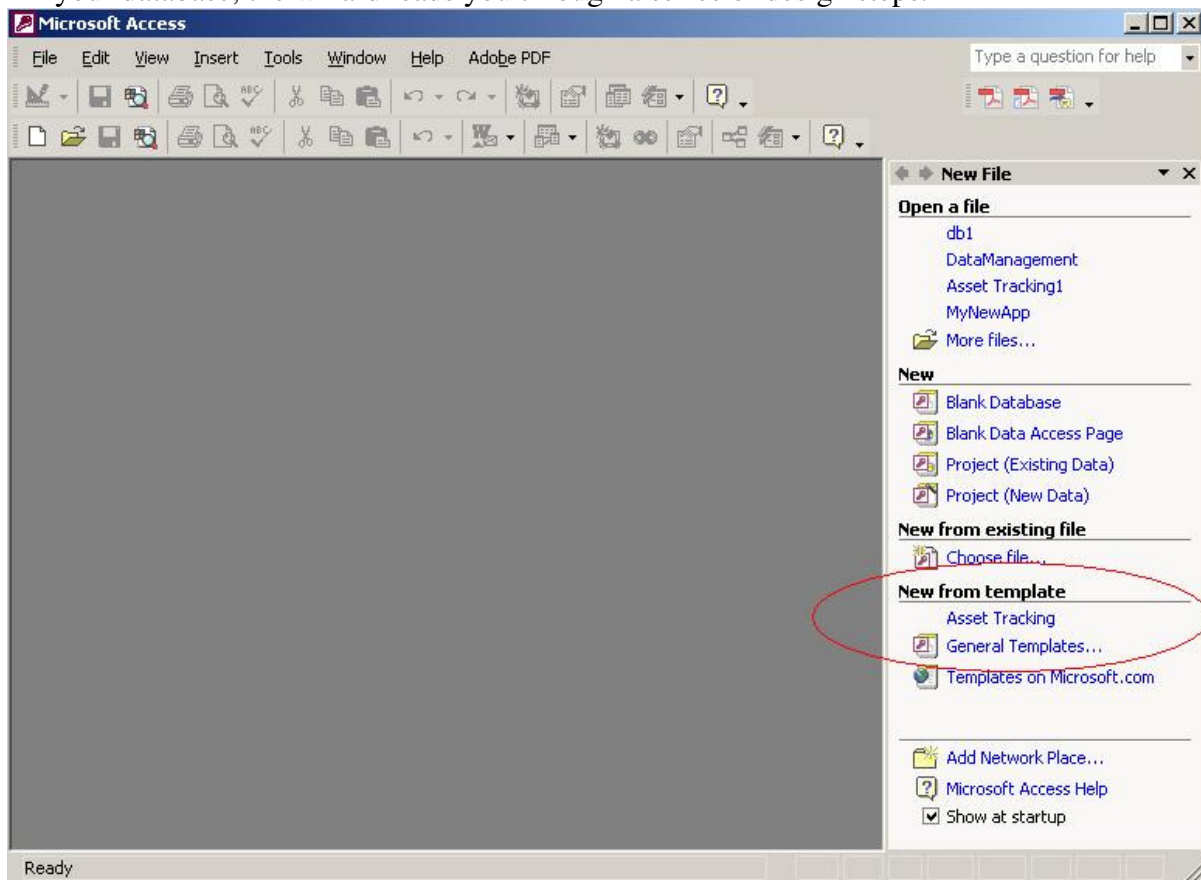 Microsoft Access
File Edit View Insert Tools Window Help Adobe PDF
Type a question for help
New File
Open a file
db1
DataManagement
Asset Tracking1
MyNewApp
More files...
New
Blank Database
Blank Data Access Page
Project (Existing Data)
Project (New Data)
New from existing file
Choose file...
New from template
Asset Tracking
General Templates...
Templates on Microsoft.com
Add Network Place...
Microsoft Access Help
Show at startup
Ready